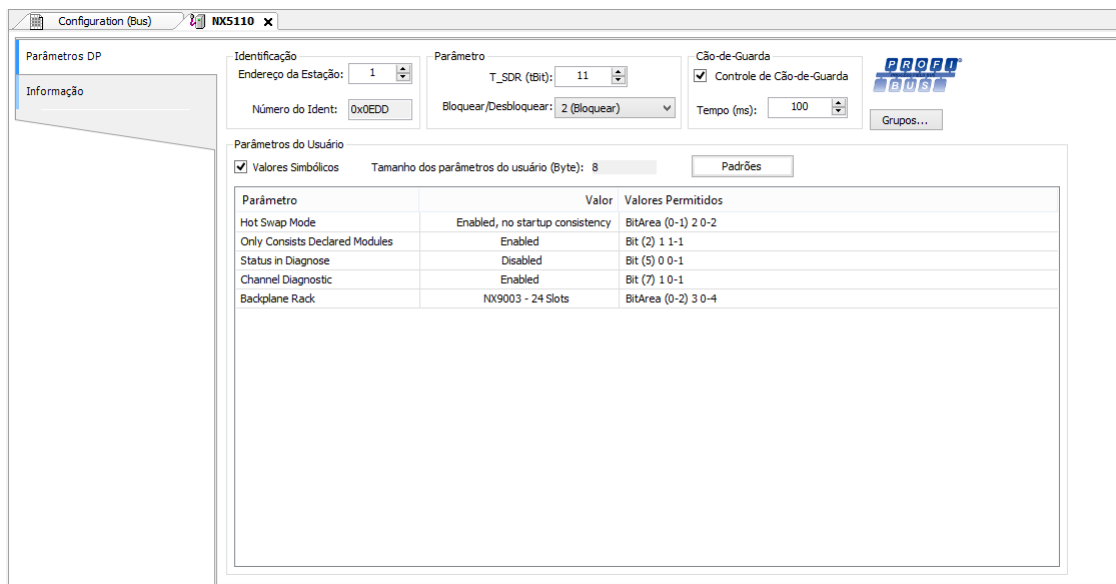 Configuration (Bus) NX5110
Parâmetros DP
Informação
Identificação
Endereço da Estação: 1
Número do Ident: 0x0EDD
Parâmetro
T_SDR (tBit): 11
Bloquear/Desbloquear: 2 (Bloquear)
Cão-de-Guarda
Controle de Cão-de-Guarda
Tempo (ms): 100
PROFI
BUS
Grupos...
Parâmetros do Usuário
Valores Simbólicos Tamanho dos parâmetros do usuário (Byte): 8 Padrões
Parâmetro Valor Valores Permitidos
Hot Swap Mode Enabled, no startup consistency BitArea (0-1) 2 0-2
Only Consists Declared Modules Enabled Bit (2) 1 1-1
Status in Diagnose Disabled Bit (5) 0 0-1
Channel Diagnostic Enabled Bit (7) 1 0-1
Backplane Rack NX9003 - 24 Slots BitArea (0-2) 3 0-4